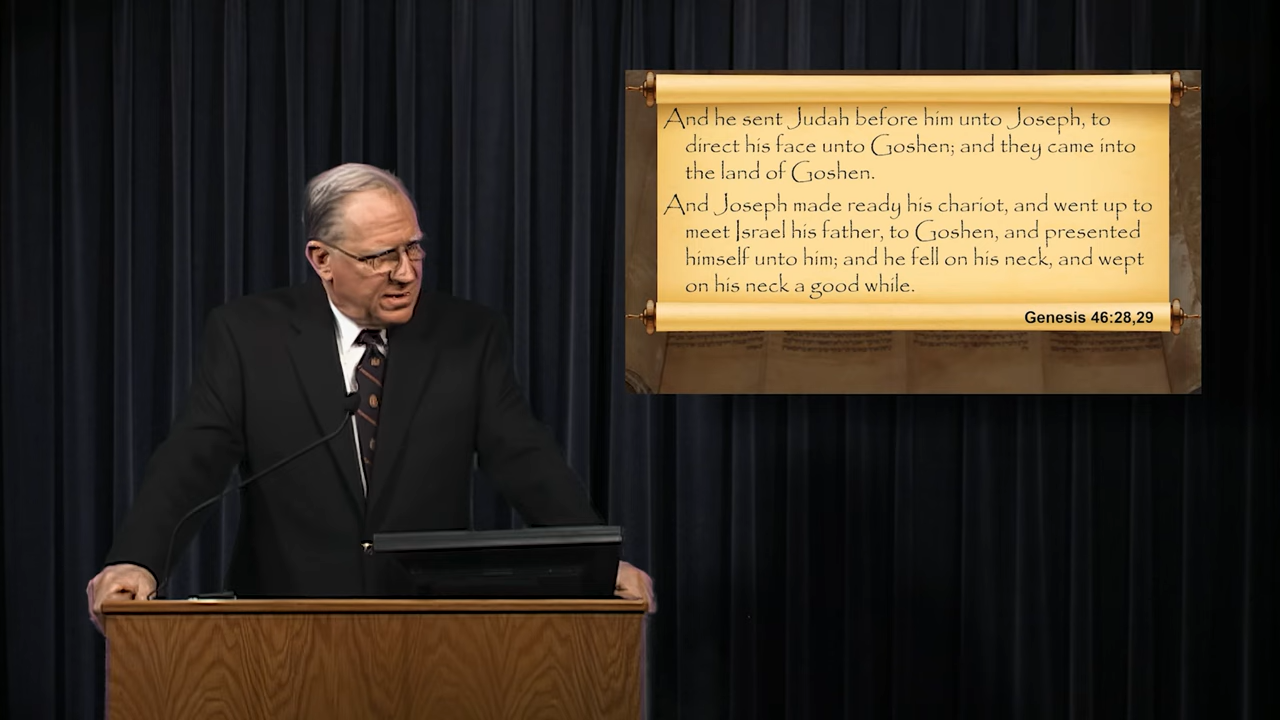 And he sent Judah before him unto Joseph, to
direct his face unto Goshen; and they came into
the land of Goshen.
And Joseph made ready his chariot, and went up to
meet Israel his father, to Goshen, and presented
himself unto him; and he fell on his neck, and wept
on his neck a good while.
Genesis 46:28,29